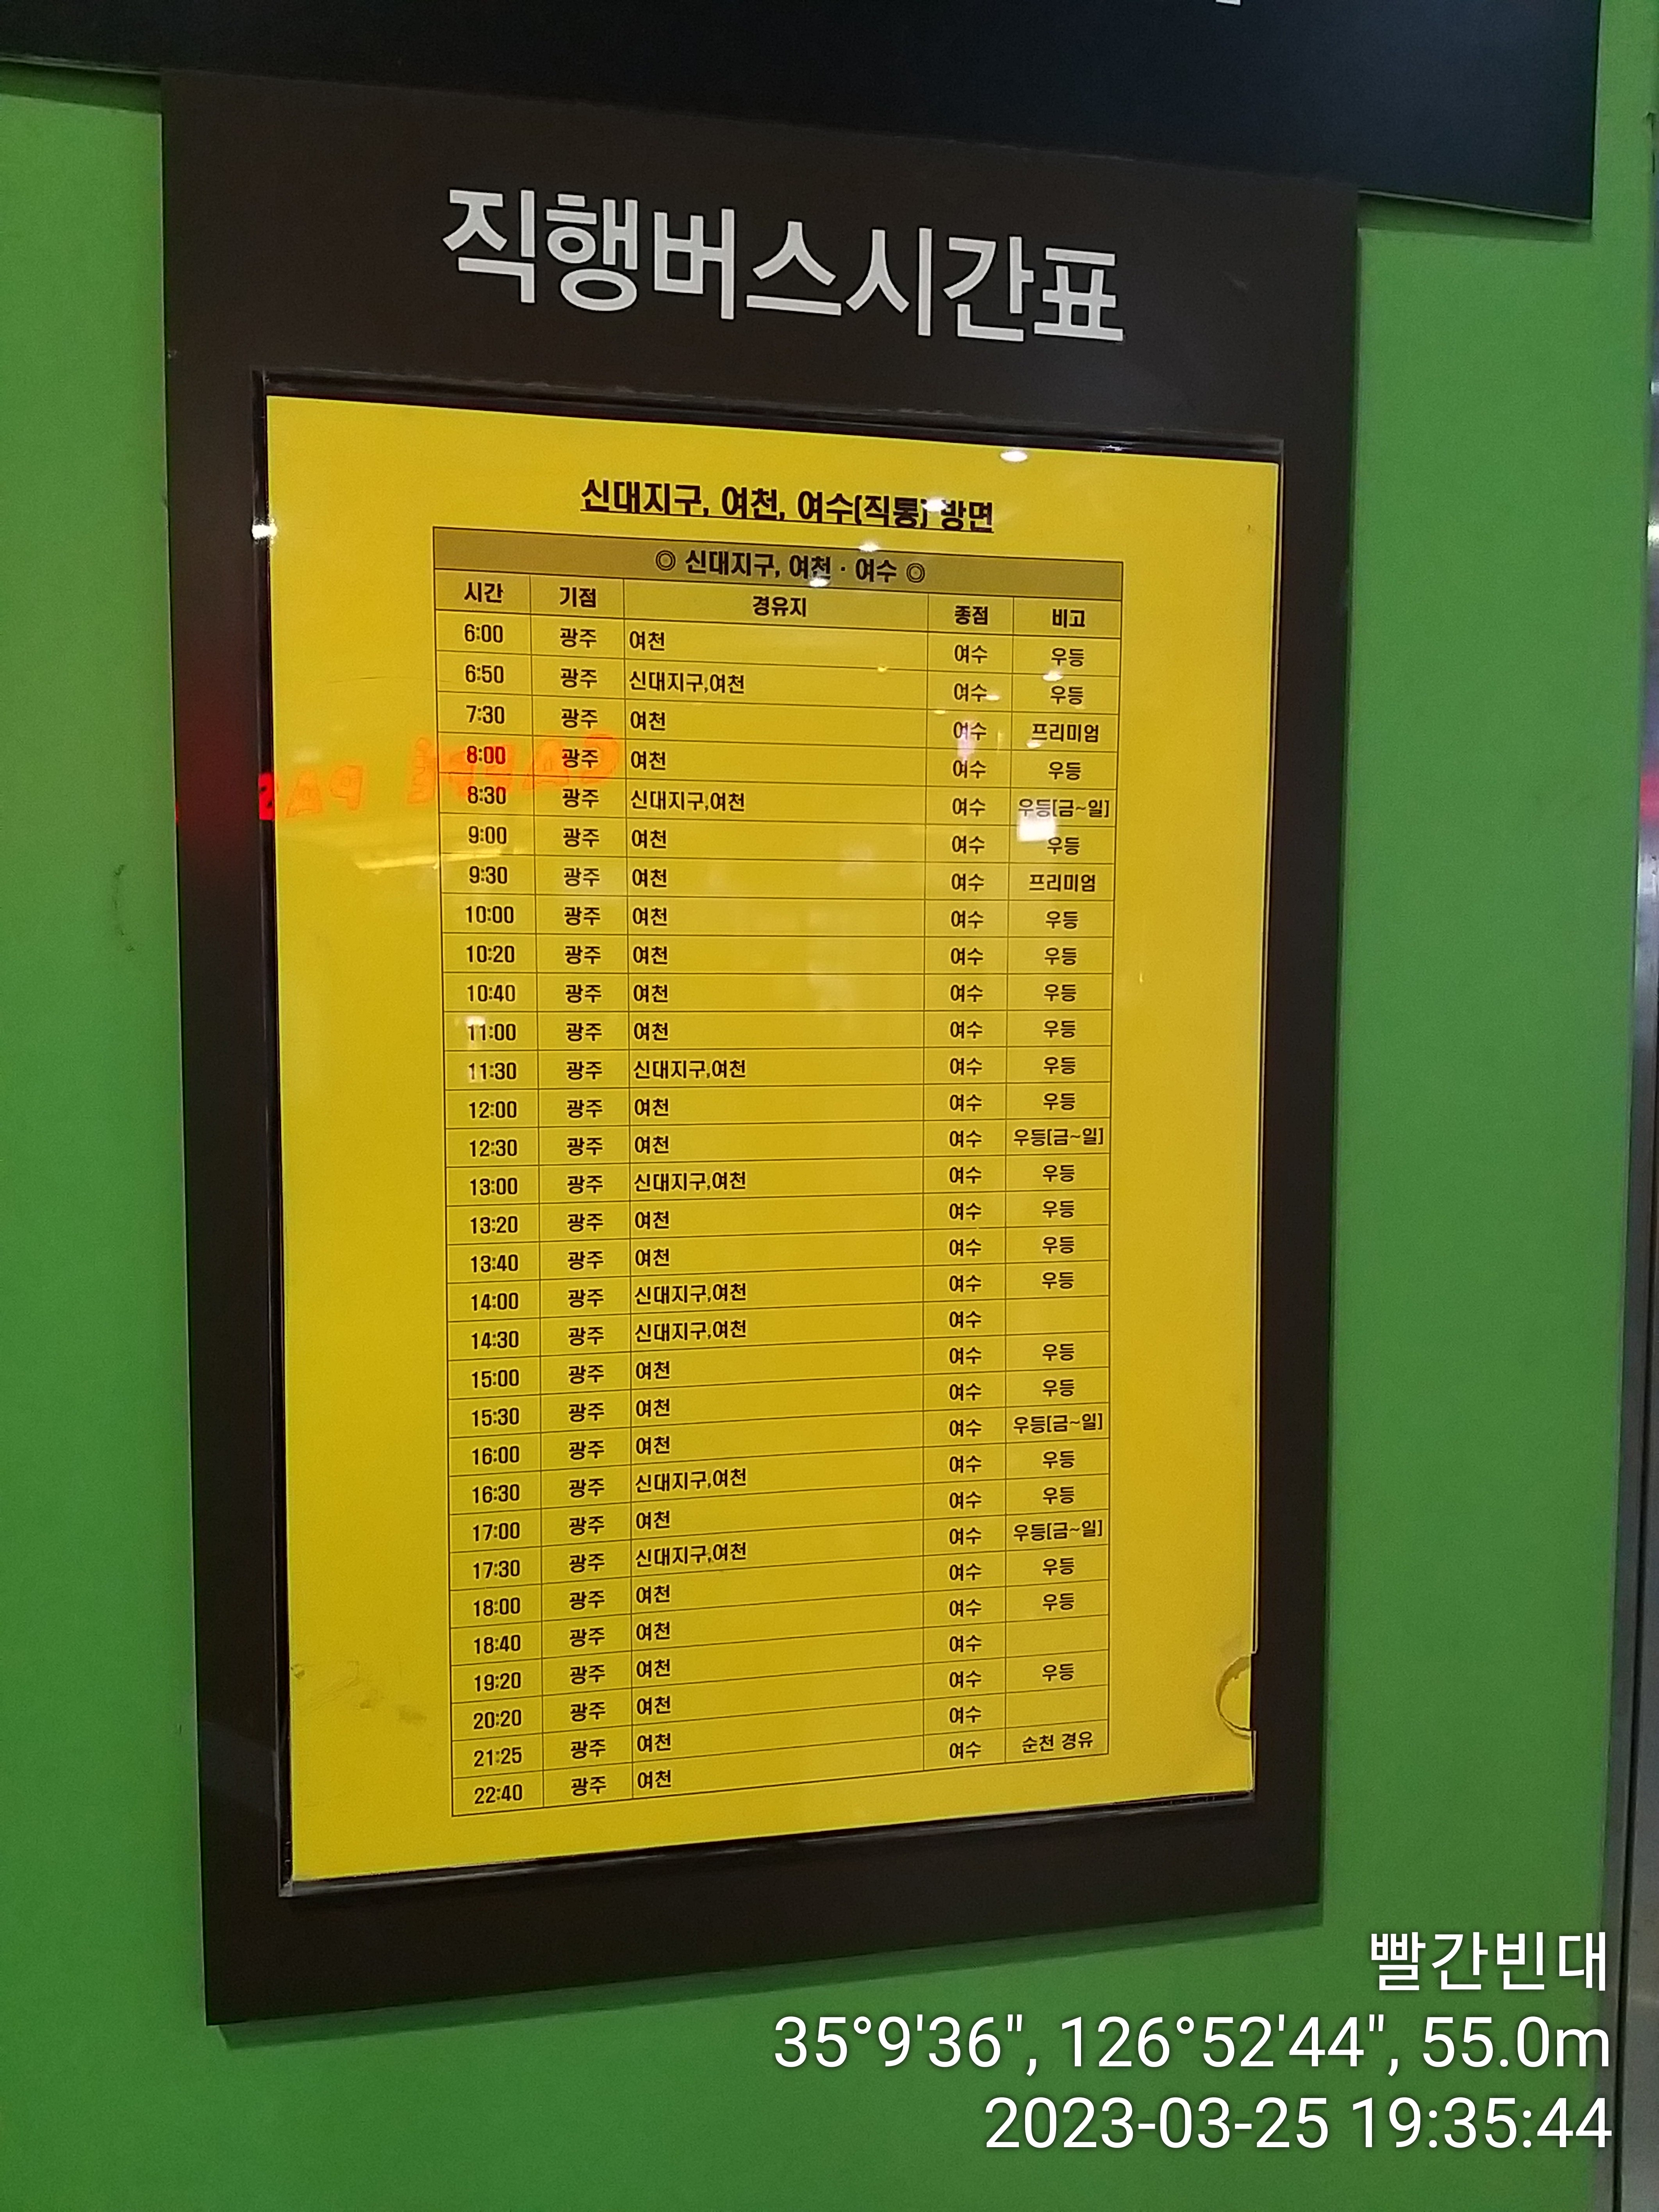 직행버스시간표
신대지구, 여천, 여수(직통) 방면
◎ 신대지구, 여천 · 여수 ◎
시간 기점 경유지 종점 비고
6:00 광주 여천 여수 우등
6:50 광주 신대지구,여천 여수 우등
7:30 광주 여천 여수 프리미엄
8:00 광주 여천 여수 우등
8:30 광주 신대지구,여천 여수 우등[금~일]
9:00 광주 여천 여수 우등
9:30 광주 여천 여수 프리미엄
10:00 광주 여천 여수 우등
10:20 광주 여천 여수 우등
10:40 광주 여천 여수 우등
11:00 광주 여천 여수 우등
11:30 광주 신대지구,여천 여수 우등
12:00 광주 여천 여수 우등
12:30 광주 여천 여수 우등[금~일]
13:00 광주 신대지구,여천 여수 우등
13:20 광주 여천 여수 우등
13:40 광주 여천 여수 우등
14:00 광주 신대지구,여천 여수 우등
14:30 광주 신대지구,여천 여수
15:00 광주 여천 여수 우등
15:30 광주 여천 여수 우등
16:00 광주 여천 여수 우등[금~일]
16:30 광주 신대지구,여천 여수 우등
17:00 광주 여천 여수 우등
17:30 광주 신대지구,여천 여수 우등[금~일]
18:00 광주 여천 여수 우등
18:40 광주 여천 여수 우등
19:20 광주 여천 여수
20:20 광주 여천 여수 우등
21:25 광주 여천 여수
22:40 광주 여천 여수 순천 경유
빨간빈대
35°9'36", 126°52'44", 55.0m
2023-03-25 19:35:44